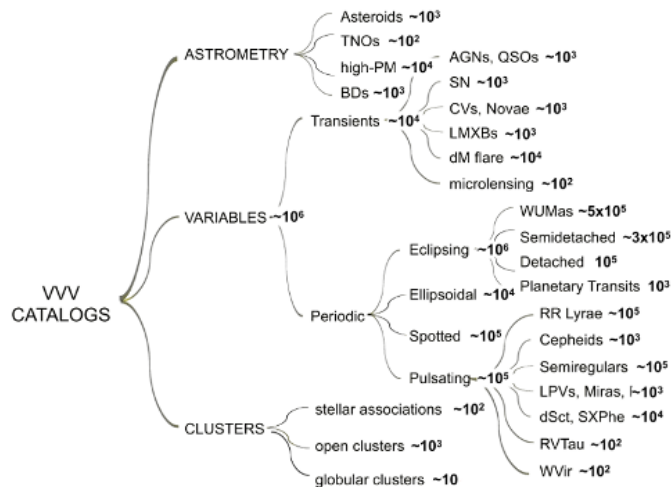 VVV
CATALOGS
ASTROMETRY
Asteroids ~10³
TNOs ~10²
high-PM ~10⁴
BDs ~10³
VARIABLES ~10⁶
Transients ~10⁴
AGNs, QSOs ~10³
SN ~10³
CVs, Novae ~10³
LMXBs ~10³
dM flare ~10⁴
microlensing ~10²
Periodic
Eclipsing ~10⁶
WUMas ~5x10⁵
Semidetached ~3x10⁵
Detached 10⁵
Planetary Transits 10³
Ellipsoidal ~10⁴
Spotted ~10⁵
Pulsating ~10⁵
RR Lyrae ~10⁵
Cepheids ~10³
Semiregulars ~10⁵
LPVs, Miras, ~10³
dSct, SXPhe ~10⁴
RVTau ~10²
WVir ~10²
CLUSTERS
stellar associations ~10²
open clusters ~10³
globular clusters ~10